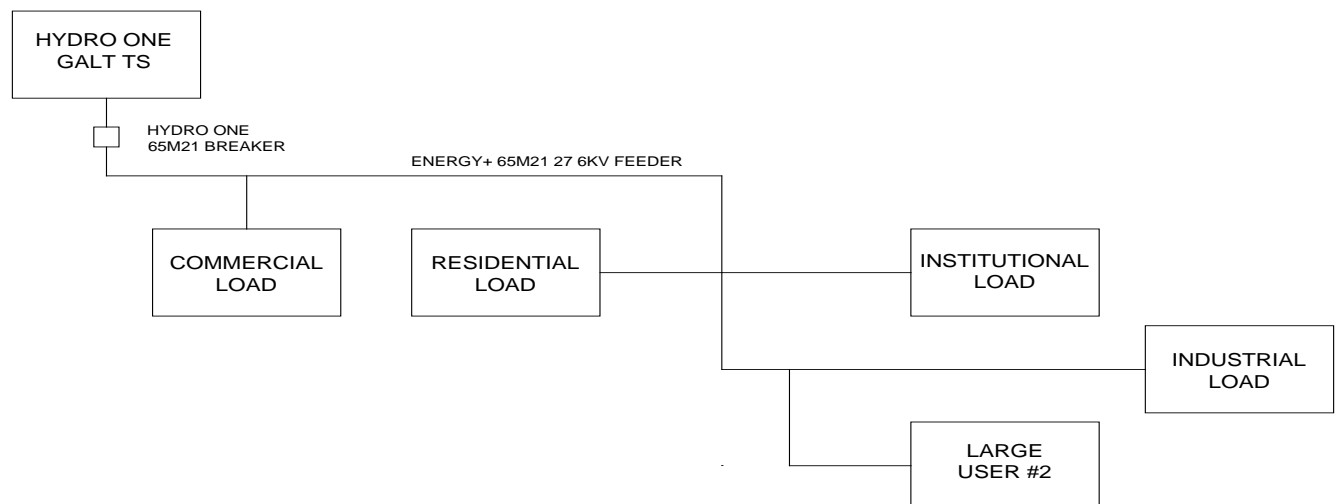 HYDRO ONE
GALT TS
HYDRO ONE
65M21 BREAKER
ENERGY+ 65M21 27 6KV FEEDER
COMMERCIAL
LOAD
RESIDENTIAL
LOAD
INSTITUTIONAL
LOAD
INDUSTRIAL
LOAD
LARGE
USER #2